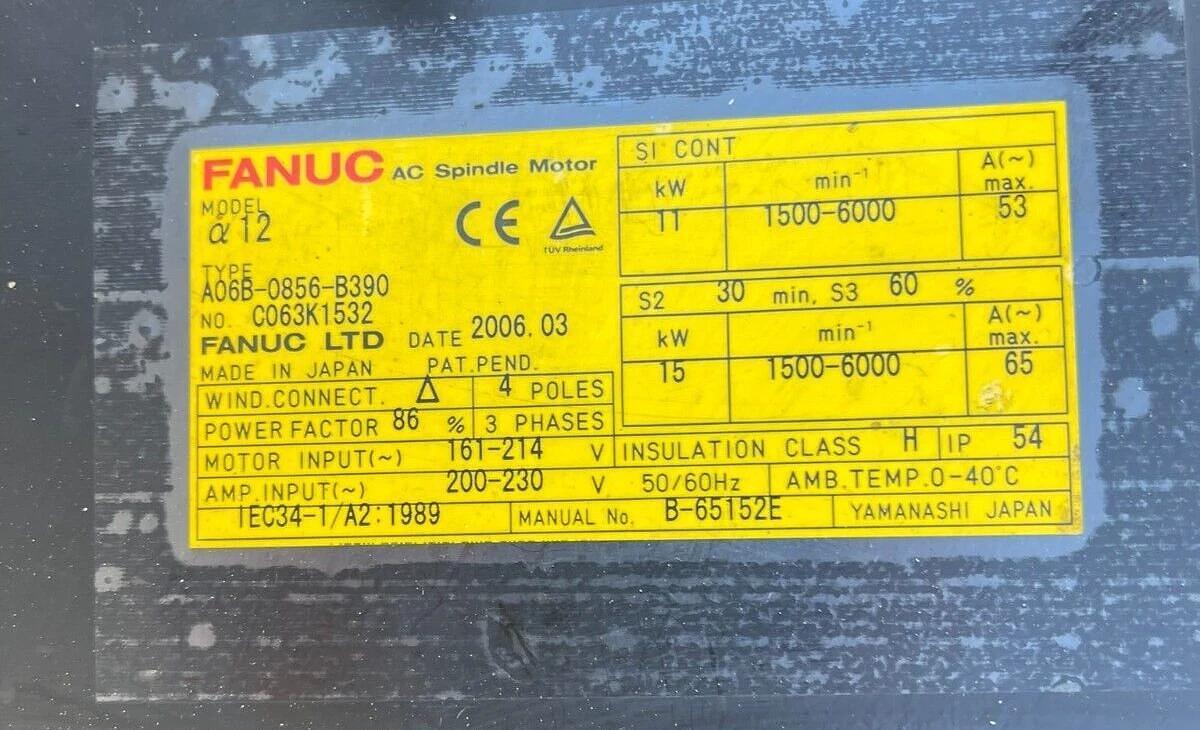 FANUC AC Spindle Motor
MODEL
α 12
CE
TÜV Rheinland
TYPE
A06B-0856-B390
NO. C063K1532
FANUC LTD DATE 2006.03
MADE IN JAPAN PAT.PEND.
SI CONT
kW min⁻¹ A(~) max.
11 1500-6000 53
S2 30 min, S3 60 %
kW min⁻¹ A(~) max.
15 1500-6000 65
WIND.CONNECT. △ 4 POLES
POWER FACTOR 86 % 3 PHASES
MOTOR INPUT(~) 161-214 V INSULATION CLASS H IP 54
AMP.INPUT(~) 200-230 V 50/60Hz AMB.TEMP.0-40°C
IEC34-1/A2:1989 MANUAL No. B-65152E YAMANASHI JAPAN